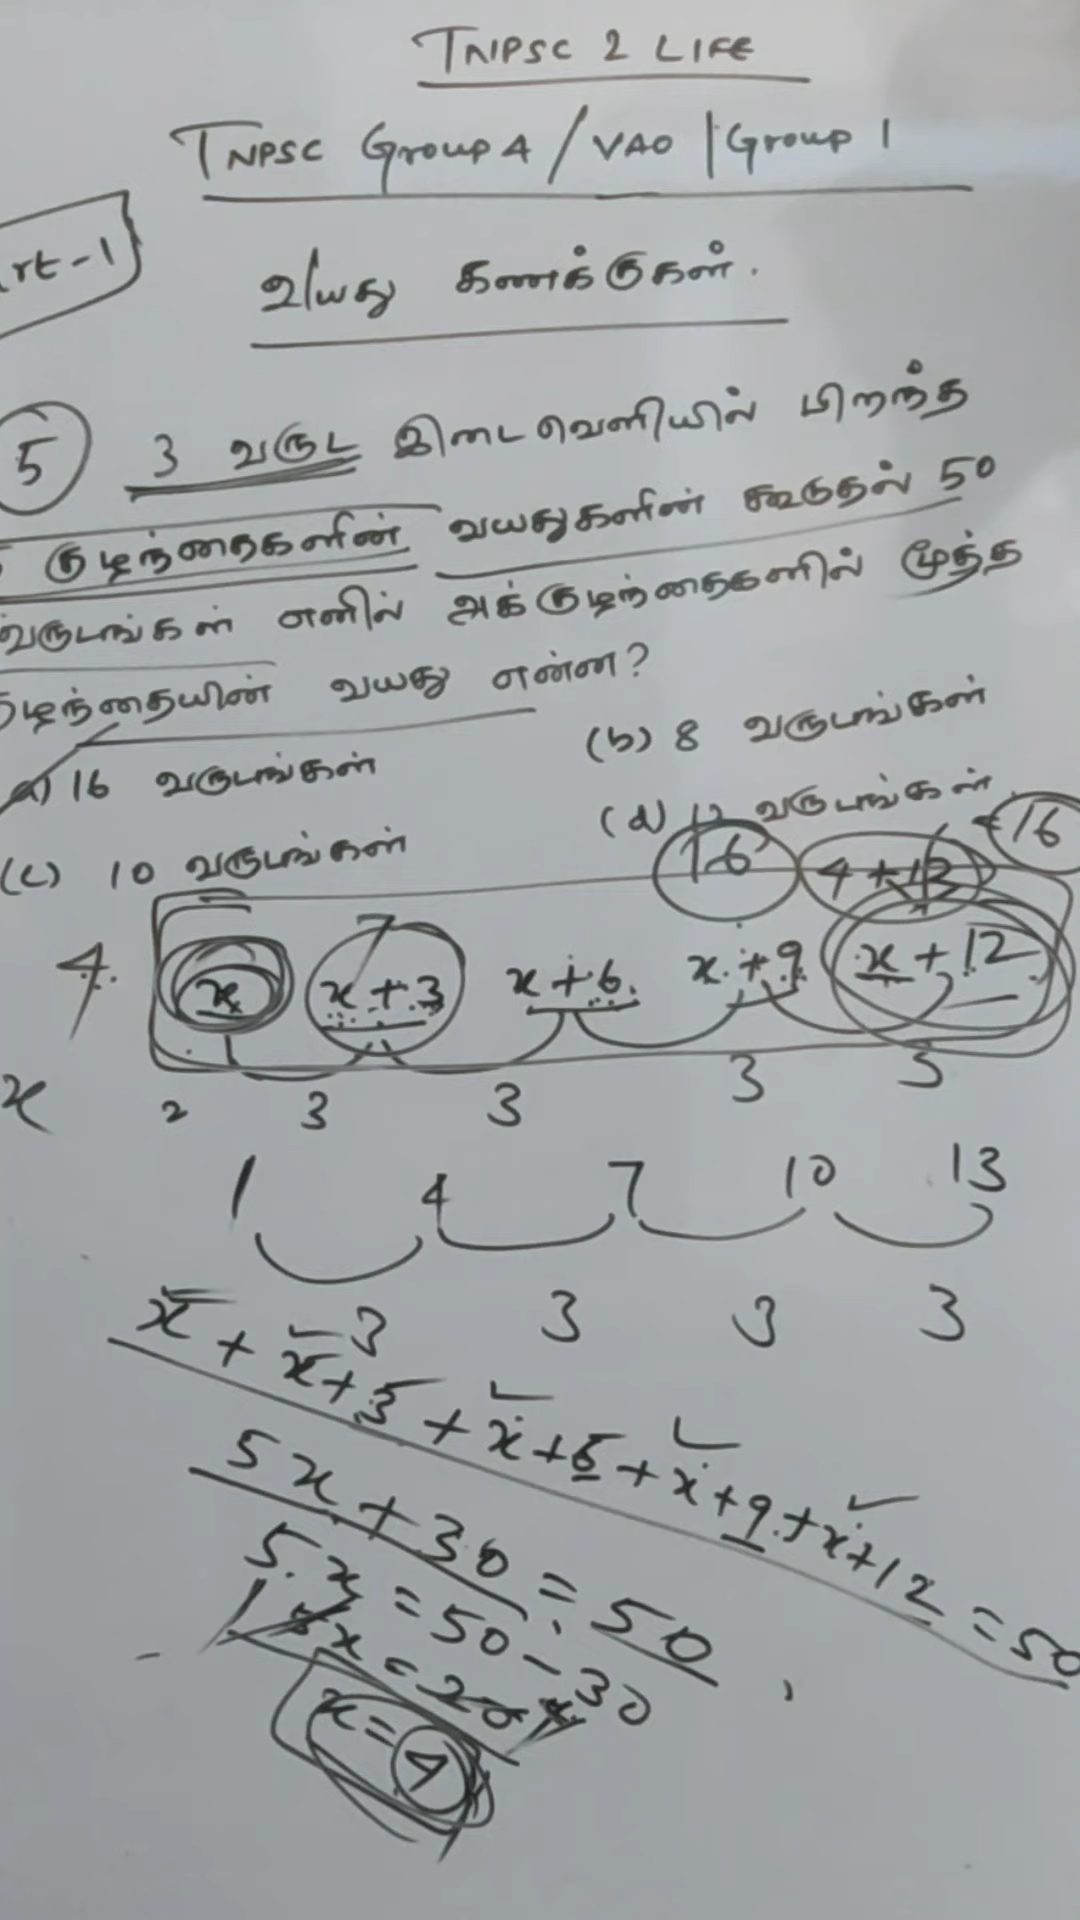 TNPSC 2 LIFE
TNPSC Group 4 / VAO | Group 1
rt-1
வயது கணக்குகள்.
5 3 வருட இடைவெளியில் பிறந்த
குழந்தைகளின் வயதுகளின் கூடுதல் 50
வருடங்கள் எனில் அக்குழந்தைகளில் மூத்த
குழந்தையின் வயது என்ன?
(a) 16 வருடங்கள் (b) 8 வருடங்கள்
(c) 10 வருடங்கள் (d) 12 வருடங்கள்
16 4+12 = 16
7
4. x x+3 x+6 x+9 x+12
x 2 3 3 3 3
1 4 7 10 13
3 3 3 3
x + x+3 + x+6 + x+9 + x+12 = 50
5x + 30 = 50
5x = 50 - 30
5x = 20 4
x = 4